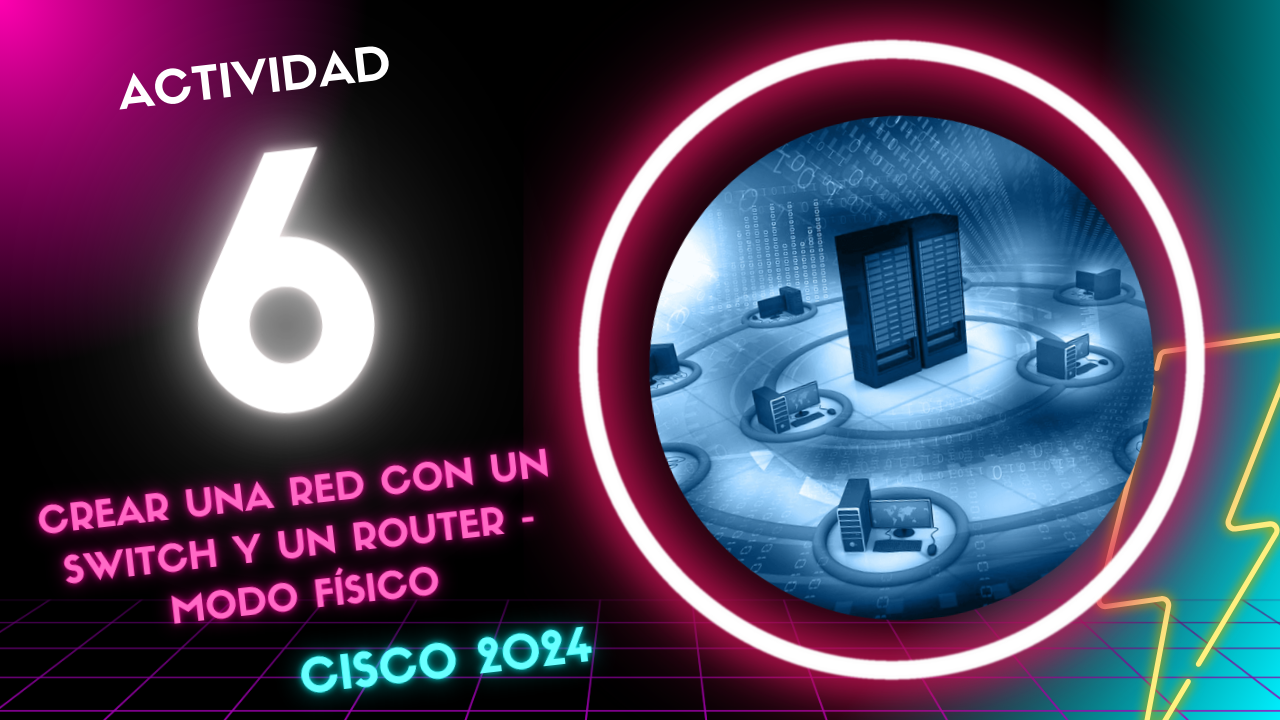 ACTIVIDAD
6
CREAR UNA RED CON UN
SWITCH Y UN ROUTER -
MODO FÍSICO
CISCO 2024